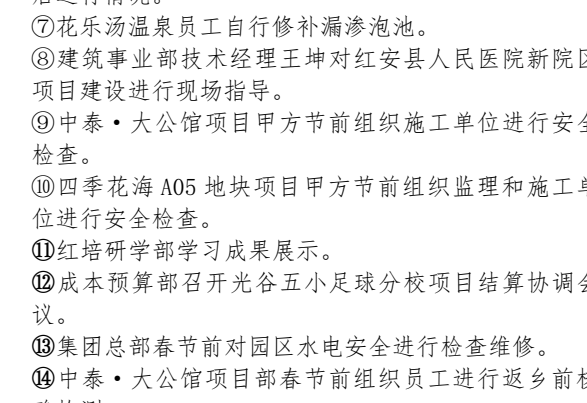 ⑦花乐汤温泉员工自行修补漏渗泡池。
⑧建筑事业部技术经理王坤对红安县人民医院新院区
项目建设进行现场指导。
⑨中泰·大公馆项目甲方节前组织施工单位进行安全
检查。
⑩四季花海 A05 地块项目甲方节前组织监理和施工单
位进行安全检查。
⑪红培研学部学习成果展示。
⑫成本预算部召开光谷五小足球分校项目结算协调会
议。
⑬集团总部春节前对园区水电安全进行检查维修。
⑭中泰·大公馆项目部春节前组织员工进行返乡前核